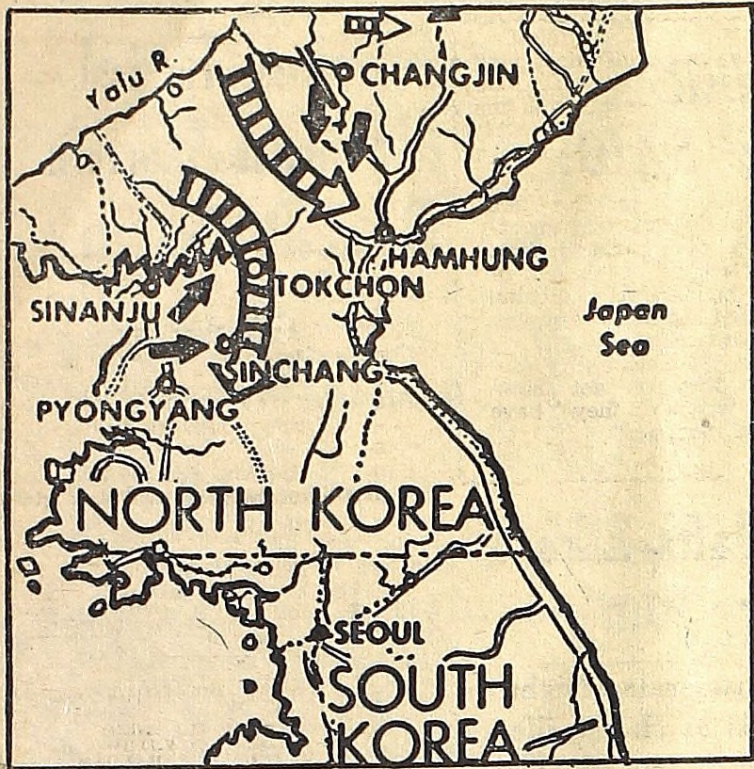 Yalu R.
CHANGJIN
HAMHUNG
TOKCHON
SINANJU
Japan
Sea
SINCHANG
PYONGYANG
NORTH KOREA
SEOUL
SOUTH
KOREA